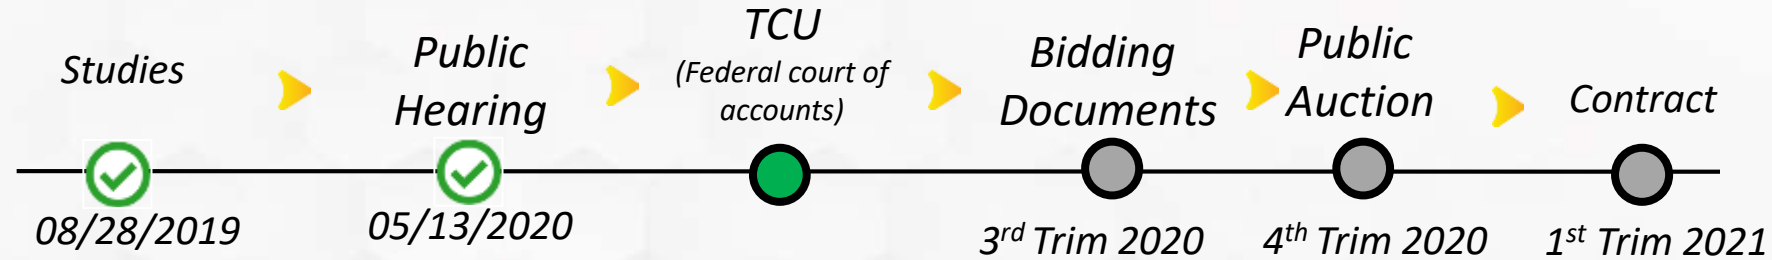 Studies
08/28/2019
Public
Hearing
05/13/2020
TCU
(Federal court of
accounts)
Bidding
Documents
3rd Trim 2020
Public
Auction
4th Trim 2020
Contract
1st Trim 2021